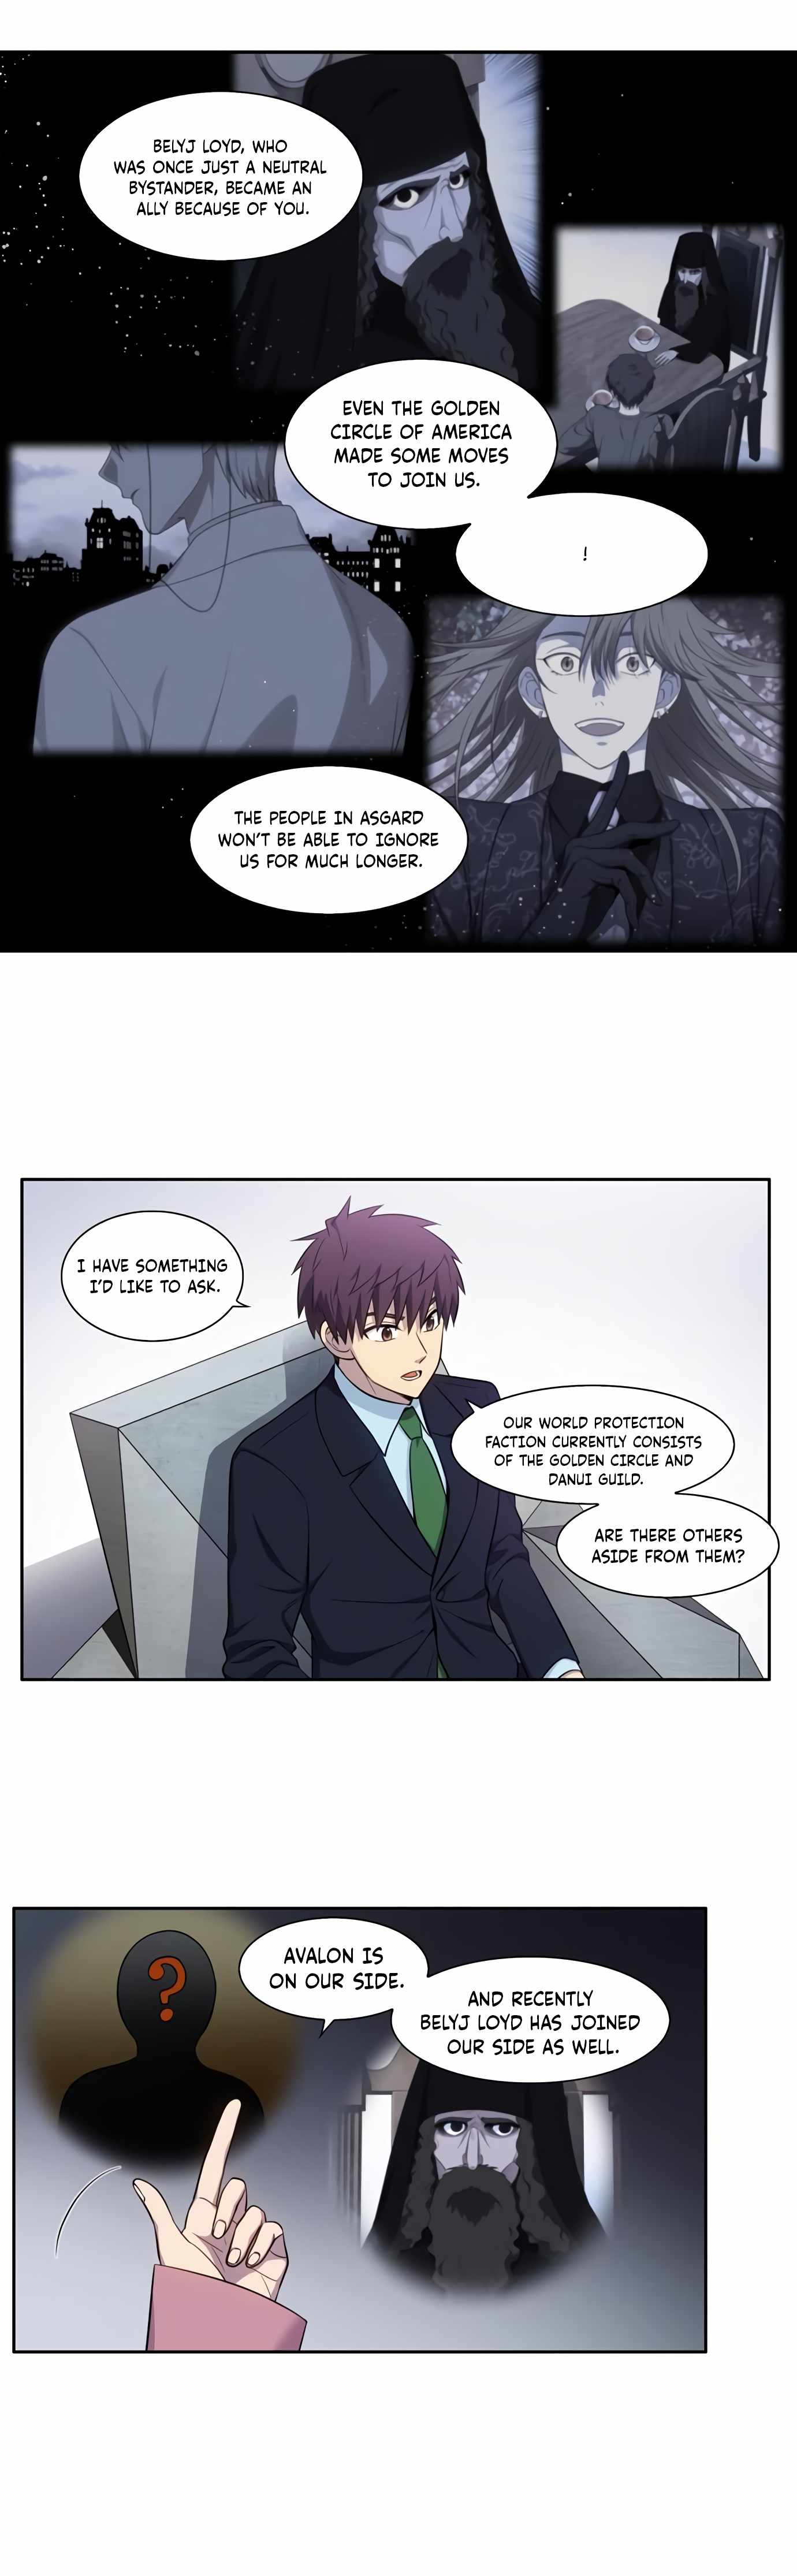 BELYJ LOYD, WHO
WAS ONCE JUST A NEUTRAL
BYSTANDER, BECAME AN
ALLY BECAUSE OF YOU.
EVEN THE GOLDEN
CIRCLE OF AMERICA
MADE SOME MOVES
TO JOIN US.
!
THE PEOPLE IN ASGARD
WON'T BE ABLE TO IGNORE
US FOR MUCH LONGER.
I HAVE SOMETHING
I'D LIKE TO ASK.
OUR WORLD PROTECTION
FACTION CURRENTLY CONSISTS
OF THE GOLDEN CIRCLE AND
DANUI GUILD.
ARE THERE OTHERS
ASIDE FROM THEM?
?
AVALON IS
ON OUR SIDE.
AND RECENTLY
BELYJ LOYD HAS JOINED
OUR SIDE AS WELL.